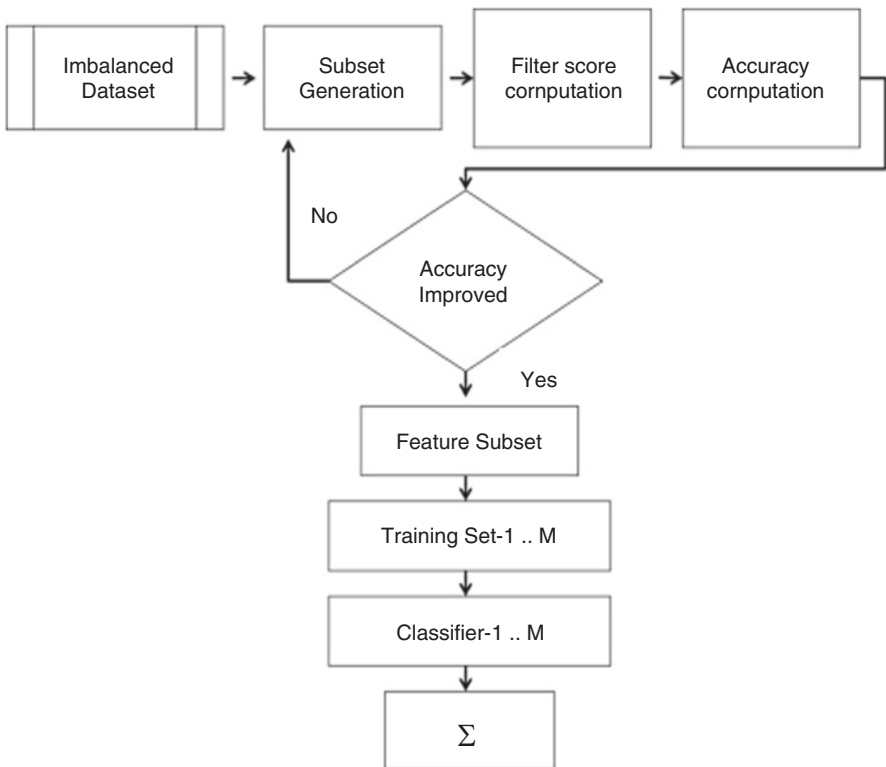 Imbalanced
Dataset
Subset
Generation
Filter score
cornputation
Accuracy
cornputation
No
Accuracy
Improved
Yes
Feature Subset
Training Set-1 .. M
Classifier-1 .. M
Σ